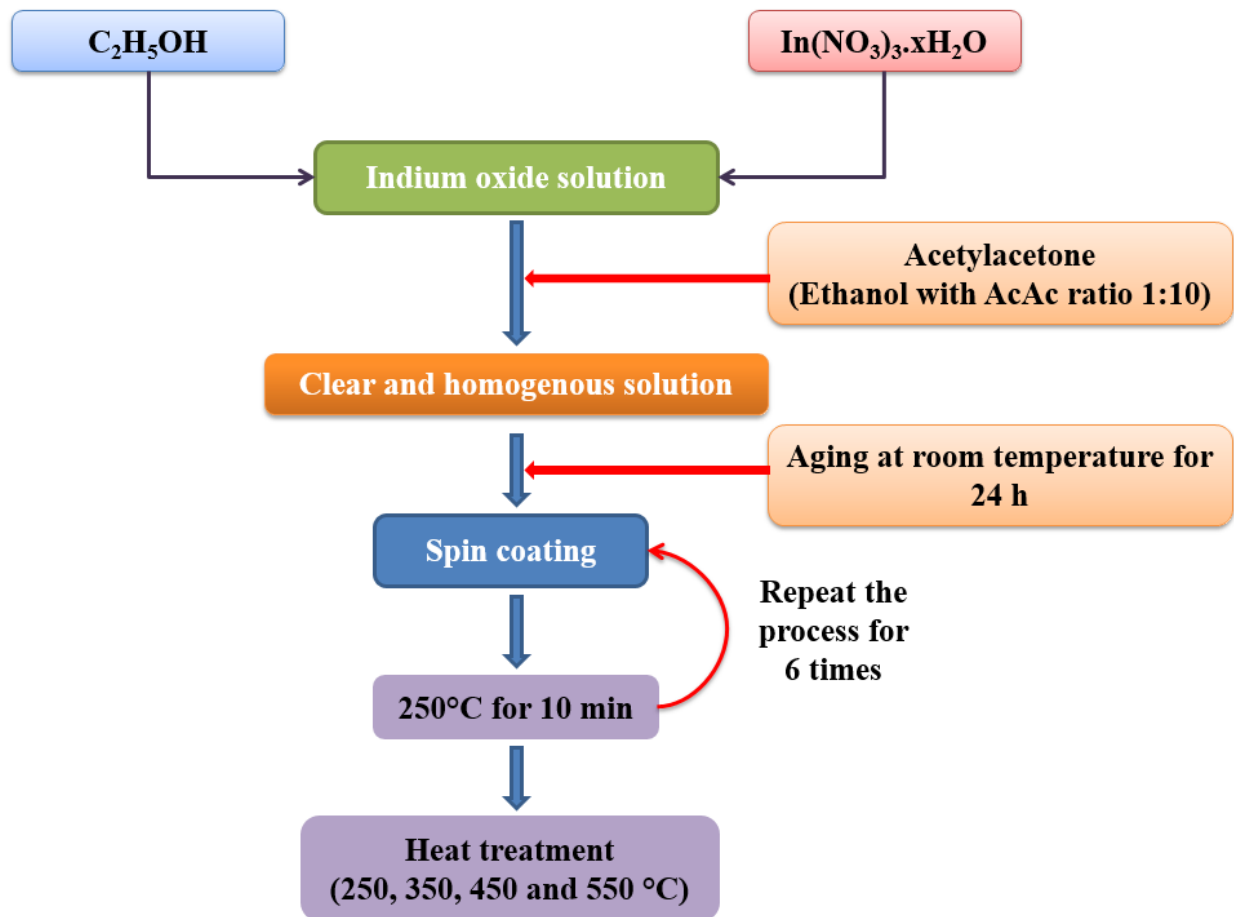 C₂H₅OH
In(NO₃)₃.xH₂O
Indium oxide solution
Acetylacetone
(Ethanol with AcAc ratio 1:10)
Clear and homogenous solution
Aging at room temperature for
24 h
Spin coating
Repeat the
process for
6 times
250°C for 10 min
Heat treatment
(250, 350, 450 and 550 °C)